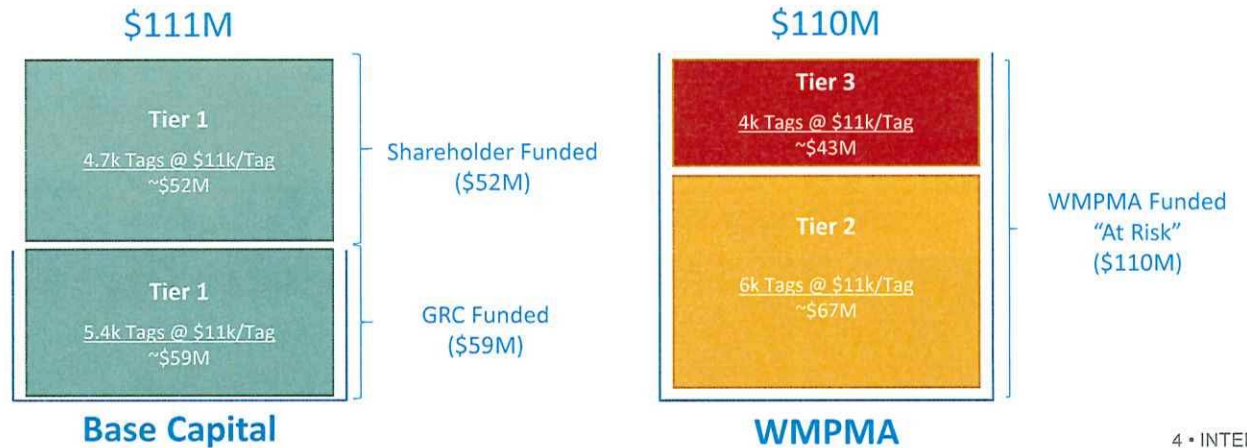 $111M
Tier 1
4.7k Tags @ $11k/Tag
~$52M
Shareholder Funded
($52M)
Tier 1
5.4k Tags @ $11k/Tag
~$59M
GRC Funded
($59M)
Base Capital
$110M
Tier 3
4k Tags @ $11k/Tag
~$43M
Tier 2
6k Tags @ $11k/Tag
~$67M
WMPMA Funded
“At Risk”
($110M)
WMPMA
4 •